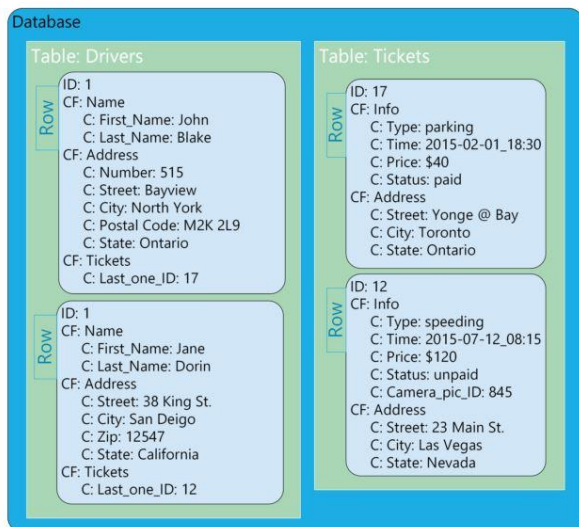 Database
Table: Drivers
Row
ID: 1
CF: Name
C: First_Name: John
C: Last_Name: Blake
CF: Address
C: Number: 515
C: Street: Bayview
C: City: North York
C: Postal Code: M2K 2L9
C: State: Ontario
CF: Tickets
C: Last_one_ID: 17
Row
ID: 1
CF: Name
C: First_Name: Jane
C: Last_Name: Dorin
CF: Address
C: Street: 38 King St.
C: City: San Deigo
C: Zip: 12547
C: State: California
CF: Tickets
C: Last_one_ID: 12
Table: Tickets
Row
ID: 17
CF: Info
C: Type: parking
C: Time: 2015-02-01_18:30
C: Price: $40
C: Status: paid
CF: Address
C: Street: Yonge @ Bay
C: City: Toronto
C: State: Ontario
Row
ID: 12
CF: Info
C: Type: speeding
C: Time: 2015-07-12_08:15
C: Price: $120
C: Status: unpaid
C: Camera_pic_ID: 845
CF: Address
C: Street: 23 Main St.
C: City: Las Vegas
C: State: Nevada